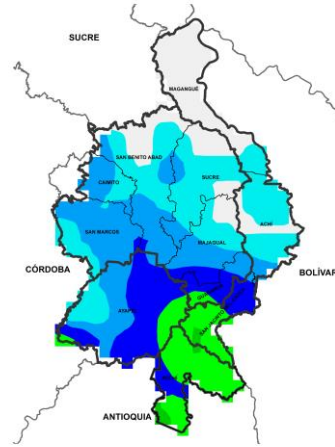 SUCRE
MAGANGUÉ
SAN BENITO ABAD
CAIMITO
SUCRE
ACHÍ
SAN MARCOS
MAJAGUAL
CÓRDOBA
BOLÍVAR
AYAPEL
ANTIOQUIA